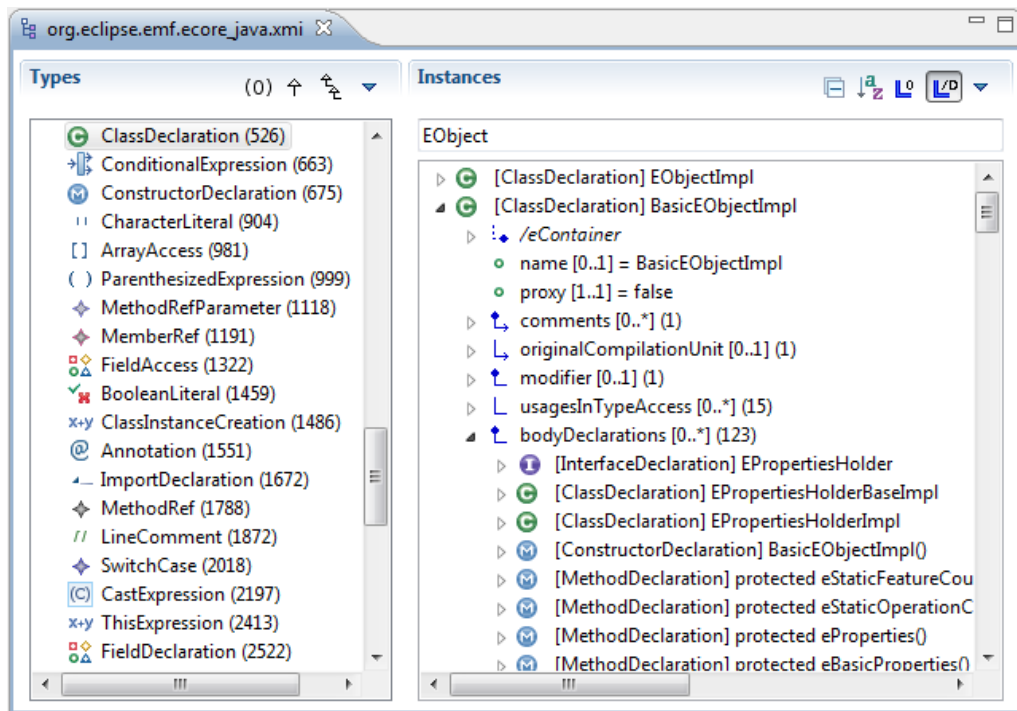 org.eclipse.emf.ecore_java.xmi
Types
(0)
ClassDeclaration (526)
ConditionalExpression (663)
ConstructorDeclaration (675)
CharacterLiteral (904)
ArrayAccess (981)
ParenthesizedExpression (999)
MethodRefParameter (1118)
MemberRef (1191)
FieldAccess (1322)
BooleanLiteral (1459)
ClassInstanceCreation (1486)
Annotation (1551)
ImportDeclaration (1672)
MethodRef (1788)
LineComment (1872)
SwitchCase (2018)
CastExpression (2197)
ThisExpression (2413)
FieldDeclaration (2522)
Instances
EObject
[ClassDeclaration] EObjectImpl
[ClassDeclaration] BasicEObjectImpl
/eContainer
name [0..1] = BasicEObjectImpl
proxy [1..1] = false
comments [0..*] (1)
originalCompilationUnit [0..1] (1)
modifier [0..1] (1)
usagesInTypeAccess [0..*] (15)
bodyDeclarations [0..*] (123)
[InterfaceDeclaration] EPropertiesHolder
[ClassDeclaration] EPropertiesHolderBaseImpl
[ClassDeclaration] EPropertiesHolderImpl
[ConstructorDeclaration] BasicEObjectImpl()
[MethodDeclaration] protected eStaticFeatureCou
[MethodDeclaration] protected eStaticOperationC
[MethodDeclaration] protected eProperties()
[MethodDeclaration] protected eBasicProperties()